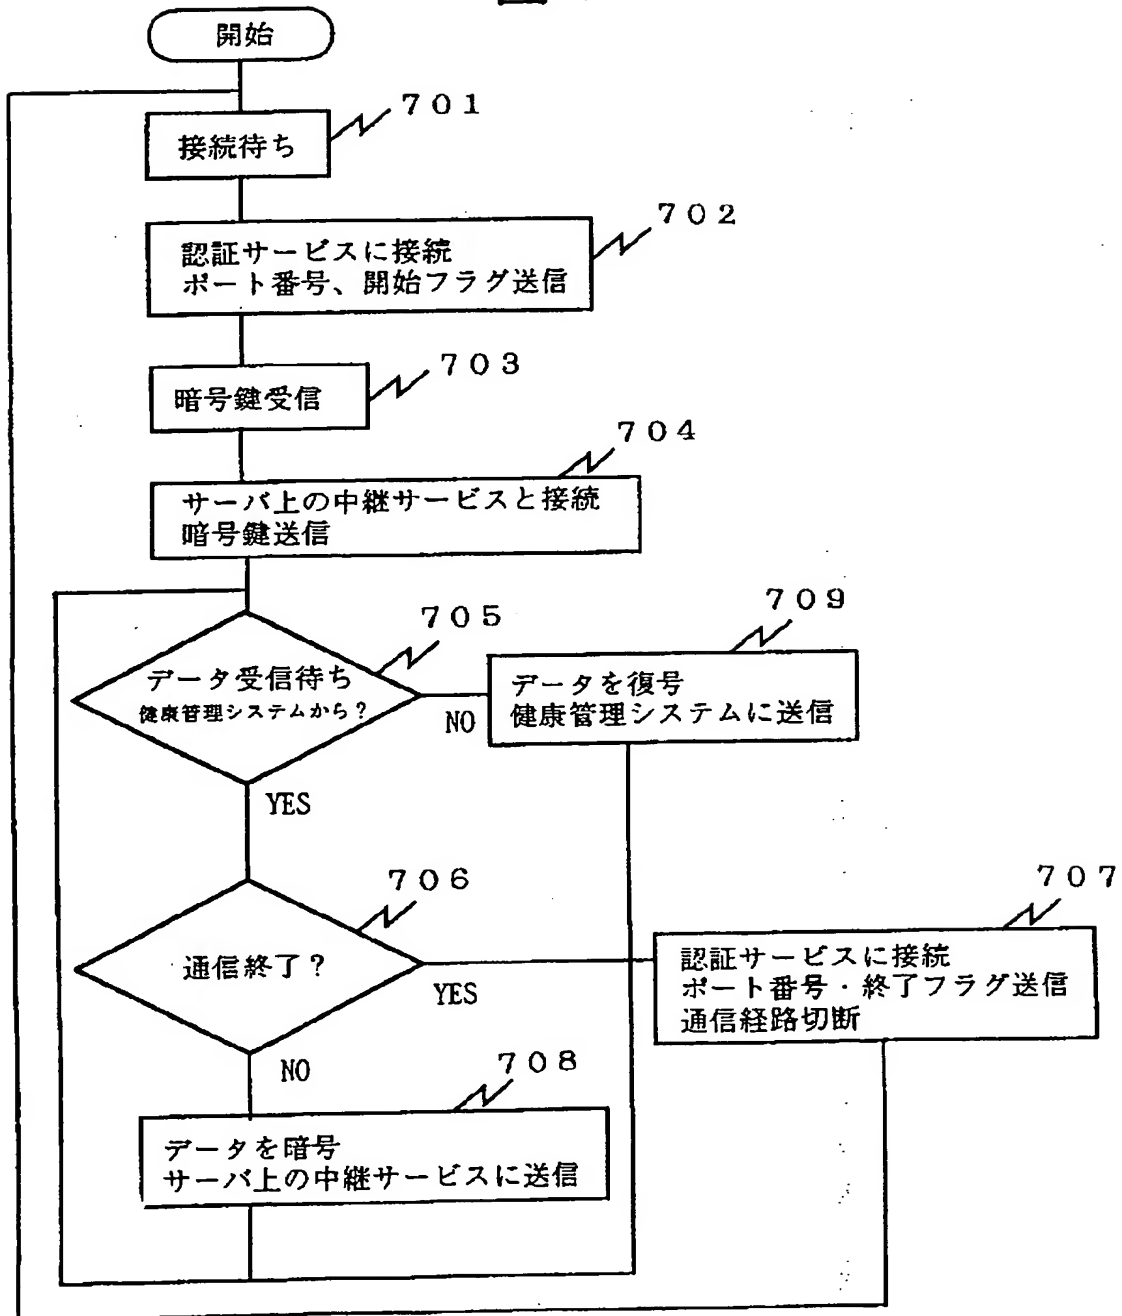 開始
701
接続待ち
702
認証サービスに接続
ポート番号、開始フラグ送信
703
暗号鍵受信
704
サーバ上の中継サービスと接続
暗号鍵送信
705
データ受信待ち
健康管理システムから?
NO
YES
709
データを復号
健康管理システムに送信
706
通信終了?
YES
NO
707
認証サービスに接続
ポート番号・終了フラグ送信
通信経路切断
708
データを暗号
サーバ上の中継サービスに送信